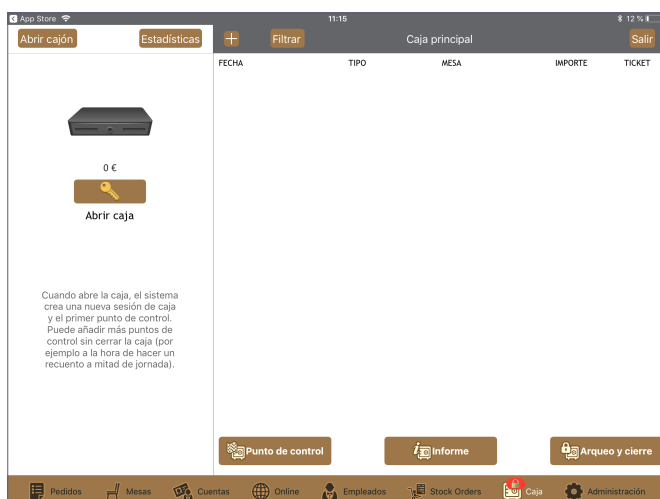 App Store 11:15 12 %
Abrir cajón Estadísticas Filtrar Caja principal Salir
FECHA TIPO MESA IMPORTE TICKET
0 €
Abrir caja
Cuando abre la caja, el sistema
crea una nueva sesión de caja
y el primer punto de control.
Puede añadir más puntos de
control sin cerrar la caja (por
ejemplo a la hora de hacer un
recuento a mitad de jornada).
Punto de control Informe Arqueo y cierre
Pedidos Mesas Cuentas Online Empleados Stock Orders Caja Administración